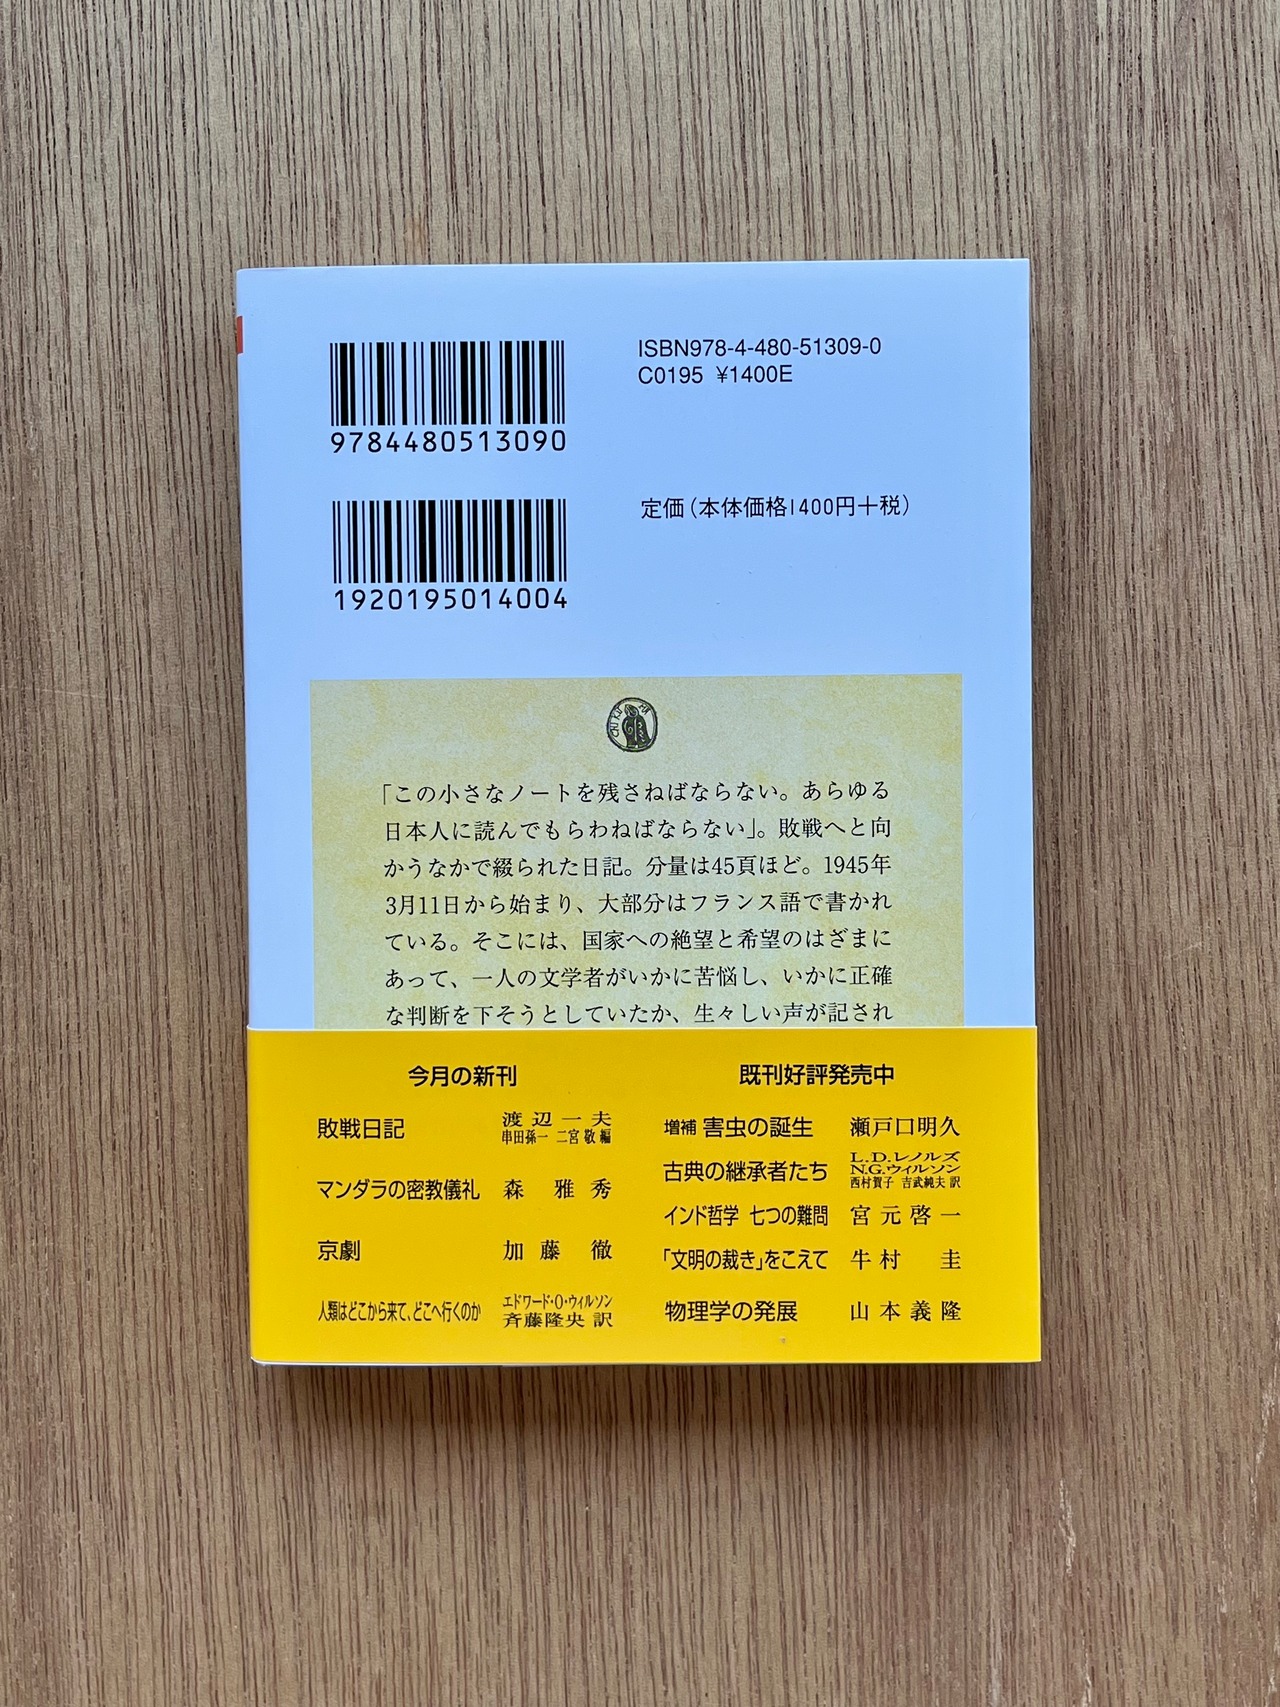 ISBN978-4-480-51309-0
C0195 ¥1400E
9784480513090
定価(本体価格1400円+税)
1920195014004
CHIKUMA
「この小さなノートを残さねばならない。あらゆる
日本人に読んでもらわねばならない」。敗戦へと向
かうなかで綴られた日記。分量は45頁ほど。1945年
3月11日から始まり、大部分はフランス語で書かれ
ている。そこには、国家への絶望と希望のはざまに
あって、一人の文学者がいかに苦悩し、いかに正確
な判断を下そうとしていたか、生々しい声が記され
今月の新刊
敗戦日記 渡辺一夫
串田孫一 二宮敬 編
マンダラの密教儀礼 森 雅秀
京劇 加藤 徹
人類はどこから来て、どこへ行くのか エドワード・O・ウィルソン
斉藤隆央 訳
既刊好評発売中
増補 害虫の誕生 瀬戸口明久
古典の継承者たち L.D.レノルズ
N.G.ウィルソン
西村賀子 吉武純夫 訳
インド哲学 七つの難問 宮元啓一
「文明の裁き」をこえて 牛村 圭
物理学の発展 山本義隆